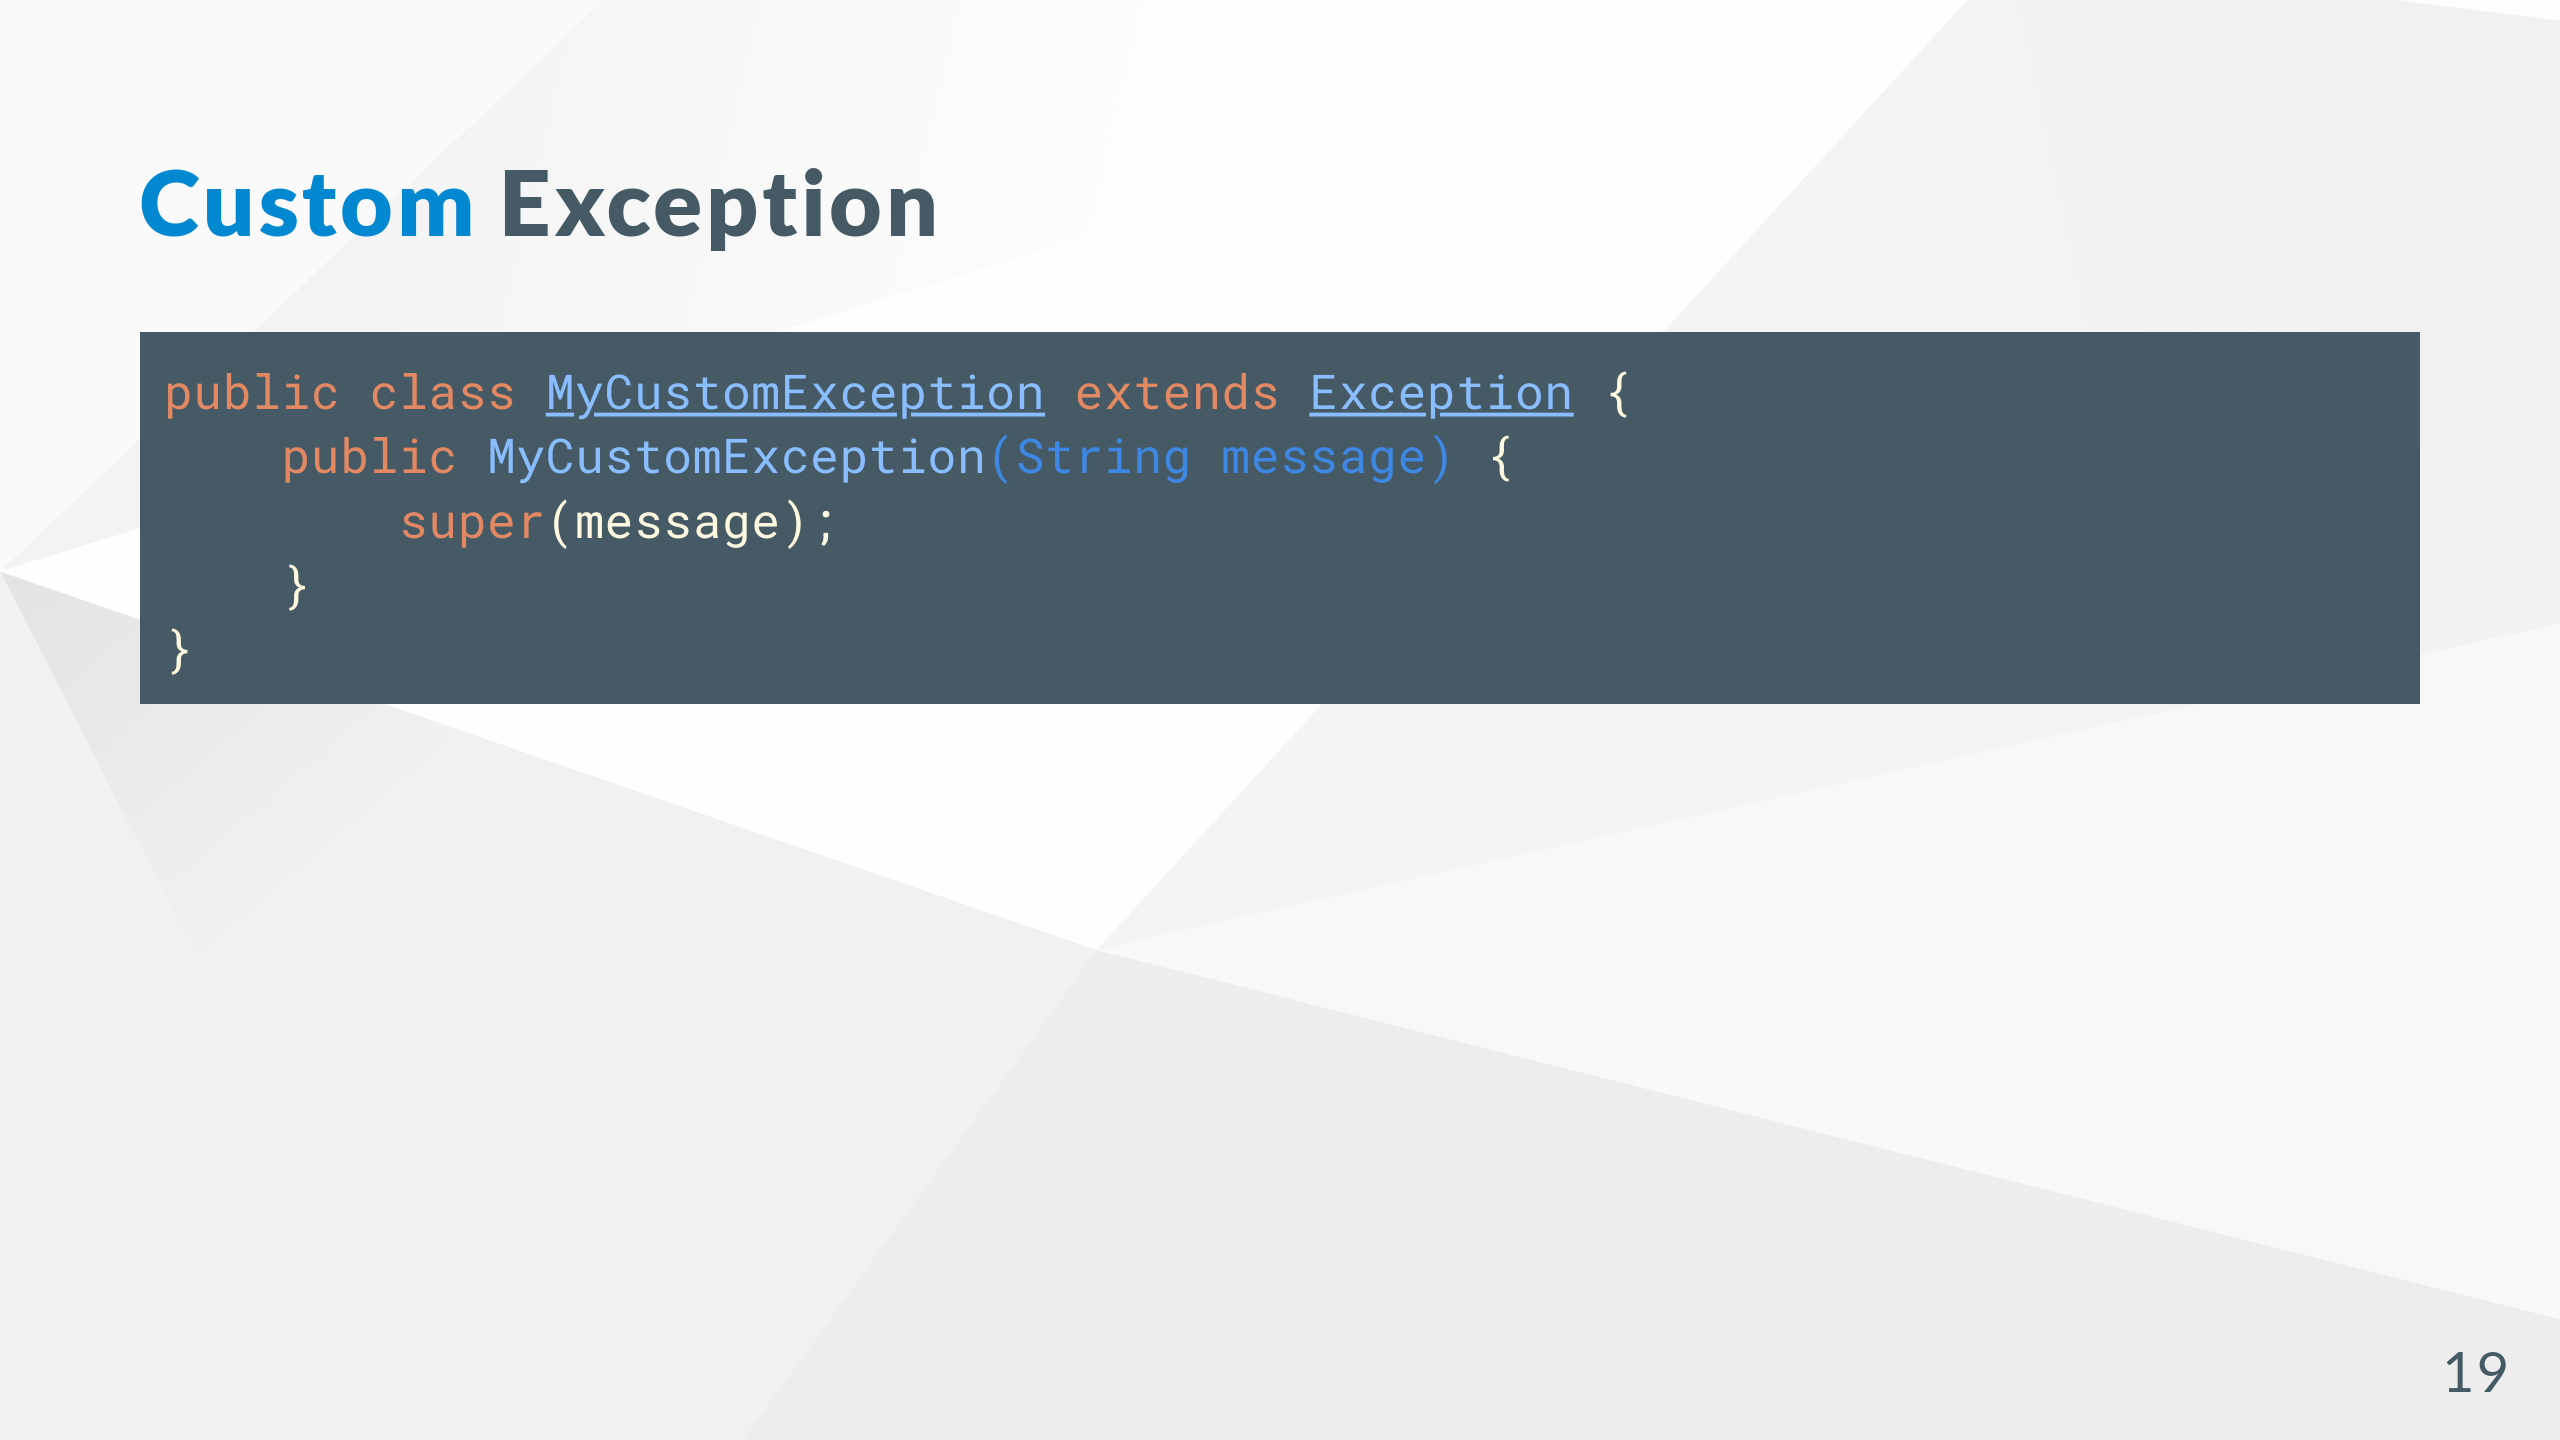 Custom Exception
public class MyCustomException extends Exception {
    public MyCustomException(String message) {
        super(message);
    }
}
19